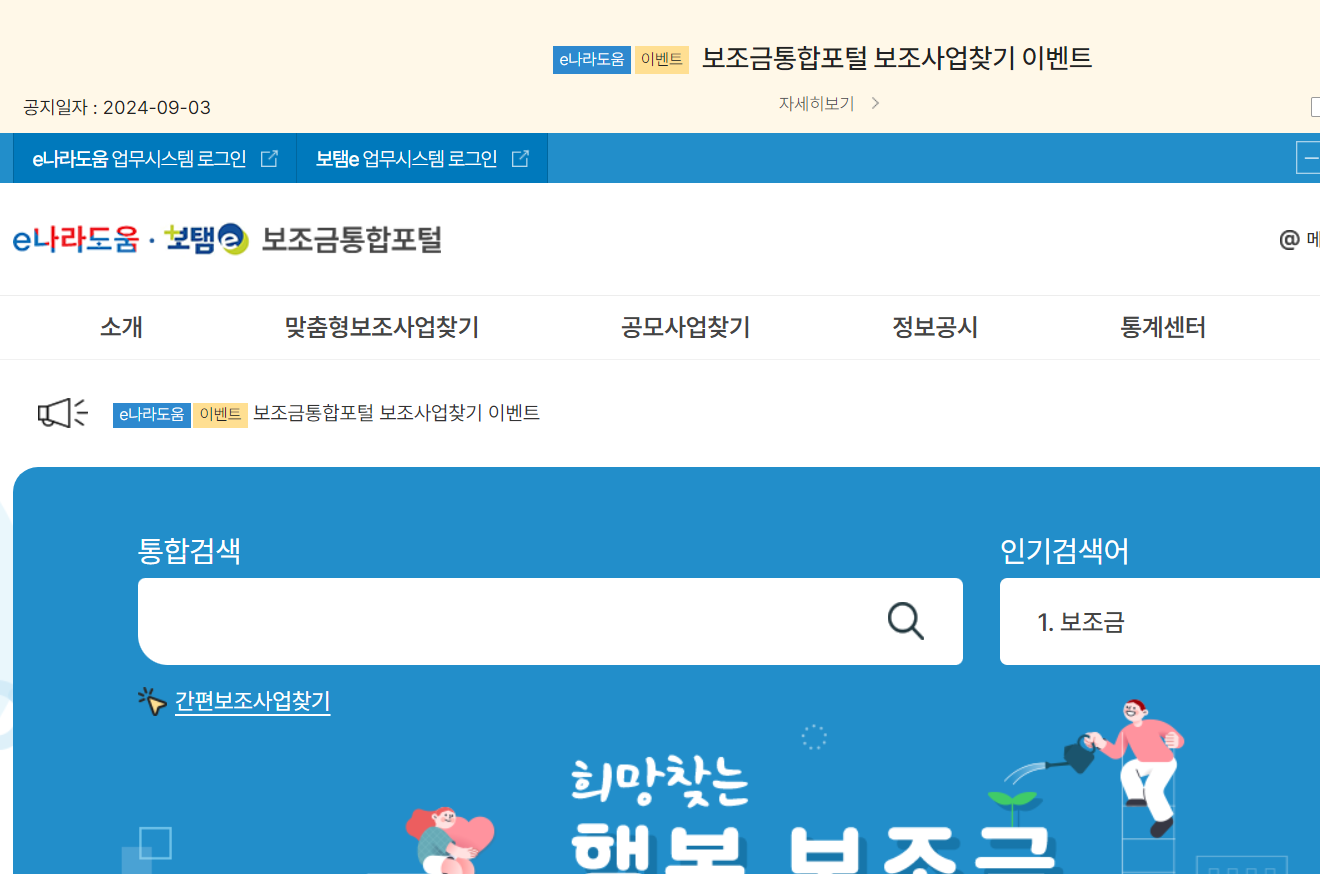 e나라도움 이벤트 보조금통합포털 보조사업찾기 이벤트
자세히보기
공지일자 : 2024-09-03
e나라도움 업무시스템 로그인 보탬e 업무시스템 로그인
e나라도움 · 보탬e 보조금통합포털
@ 메
소개 맞춤형보조사업찾기 공모사업찾기 정보공시 통계센터
e나라도움 이벤트 보조금통합포털 보조사업찾기 이벤트
통합검색
인기검색어
1. 보조금
간편보조사업찾기
희망찾는
행복 보조금